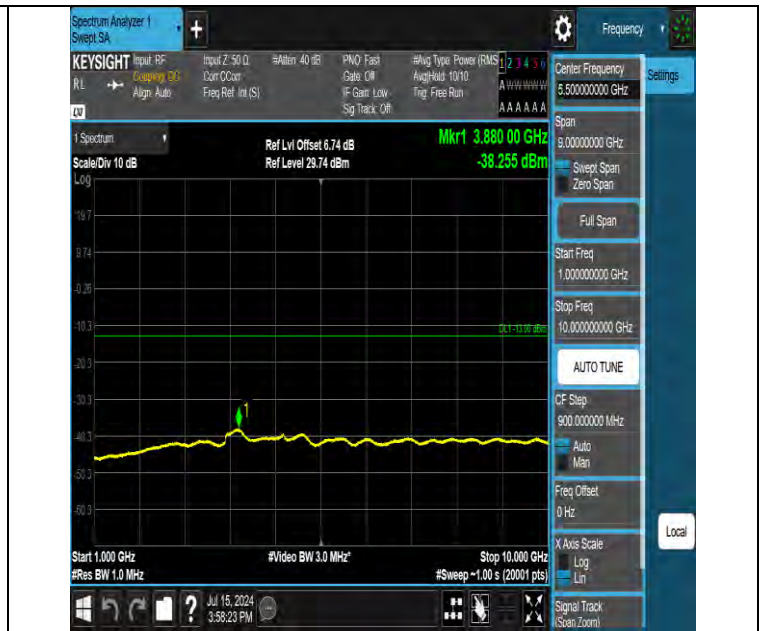 Spectrum Analyzer 1
Swept SA
+
Frequency
KEYSIGHT
RL
Input: RF
Coupling: DC
Align: Auto
Input Z: 50 Ω
Corr CCorr
Freq Ref: Int (S)
#Atten: 40 dB
PNO: Fast
Gate: Off
IF Gain: Low
Sig Track: Off
#Avg Type: Power (RMS
Avg|Hold: 10/10
Trig: Free Run
1 2 3 4 5 6
A W W W W W
A A A A A A
1 Spectrum
Scale/Div 10 dB
Log
Ref Lvl Offset 6.74 dB
Ref Level 29.74 dBm
Mkr1 3.880 00 GHz
-38.255 dBm
19.7
9.74
-0.26
-10.3
DL1 -13.00 dBm
-20.3
-30.3
1
-40.3
-50.3
-60.3
Start 1.000 GHz
#Res BW 1.0 MHz
#Video BW 3.0 MHz*
Stop 10.000 GHz
#Sweep ~1.00 s (20001 pts)
Jul 15, 2024
3:58:23 PM
?
Center Frequency
5.500000000 GHz
Settings
Span
9.00000000 GHz
Swept Span
Zero Span
Full Span
Start Freq
1.000000000 GHz
Stop Freq
10.000000000 GHz
AUTO TUNE
CF Step
900.000000 MHz
Auto
Man
Freq Offset
0 Hz
X Axis Scale
Log
Lin
Local
Signal Track
(Span Zoom)